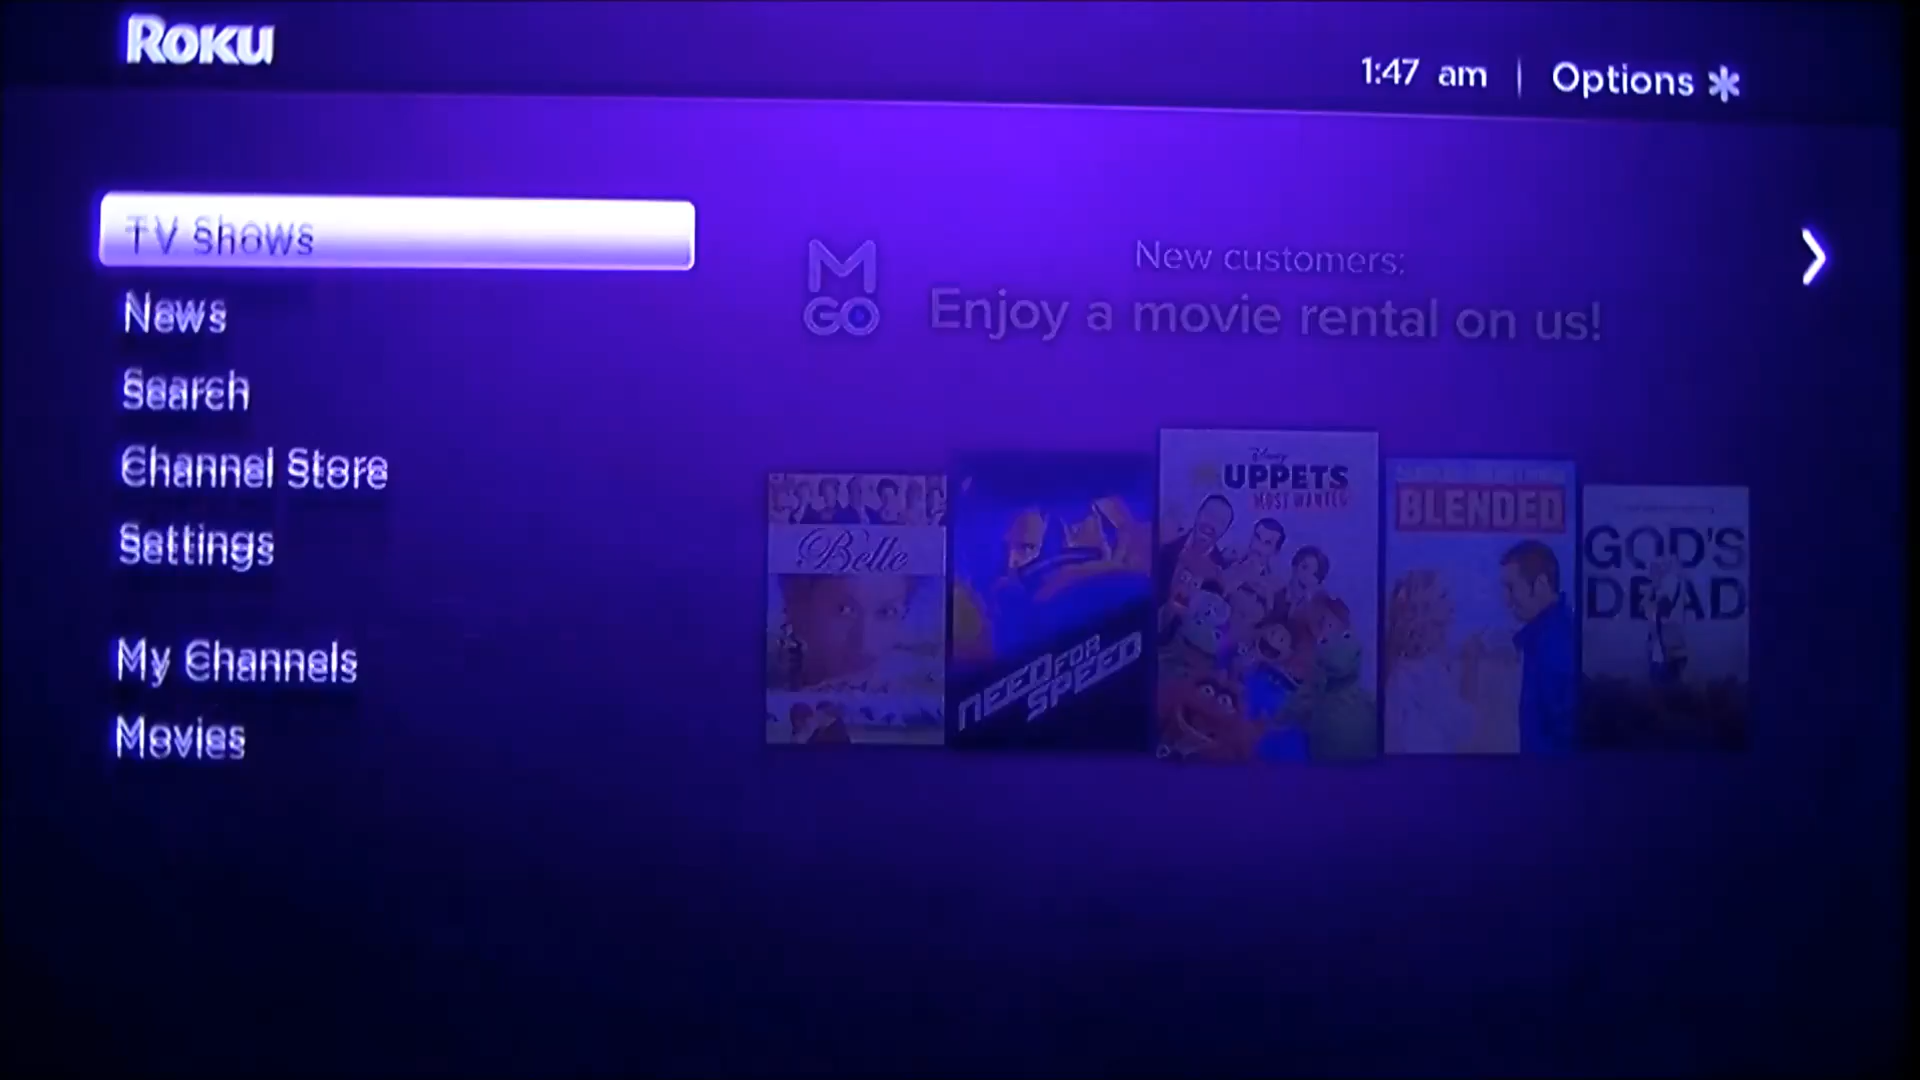 Roku
1:47 am | Options *
TV Shows
News
Search
Channel Store
Settings
My Channels
Movies
M
GO
New customers:
Enjoy a movie rental on us!
Belle
NEED FOR
SPEED
Disney
UPPETS
MOST WANTED
BLENDED
GOD'S
DEAD